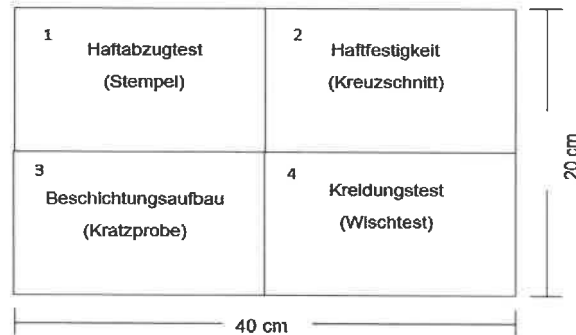 1
Haftabzugtest
(Stempel)
2
Haftfestigkeit
(Kreuzschnitt)
3
Beschichtungsaufbau
(Kratzprobe)
4
Kreidungstest
(Wischtest)
20 cm
40 cm